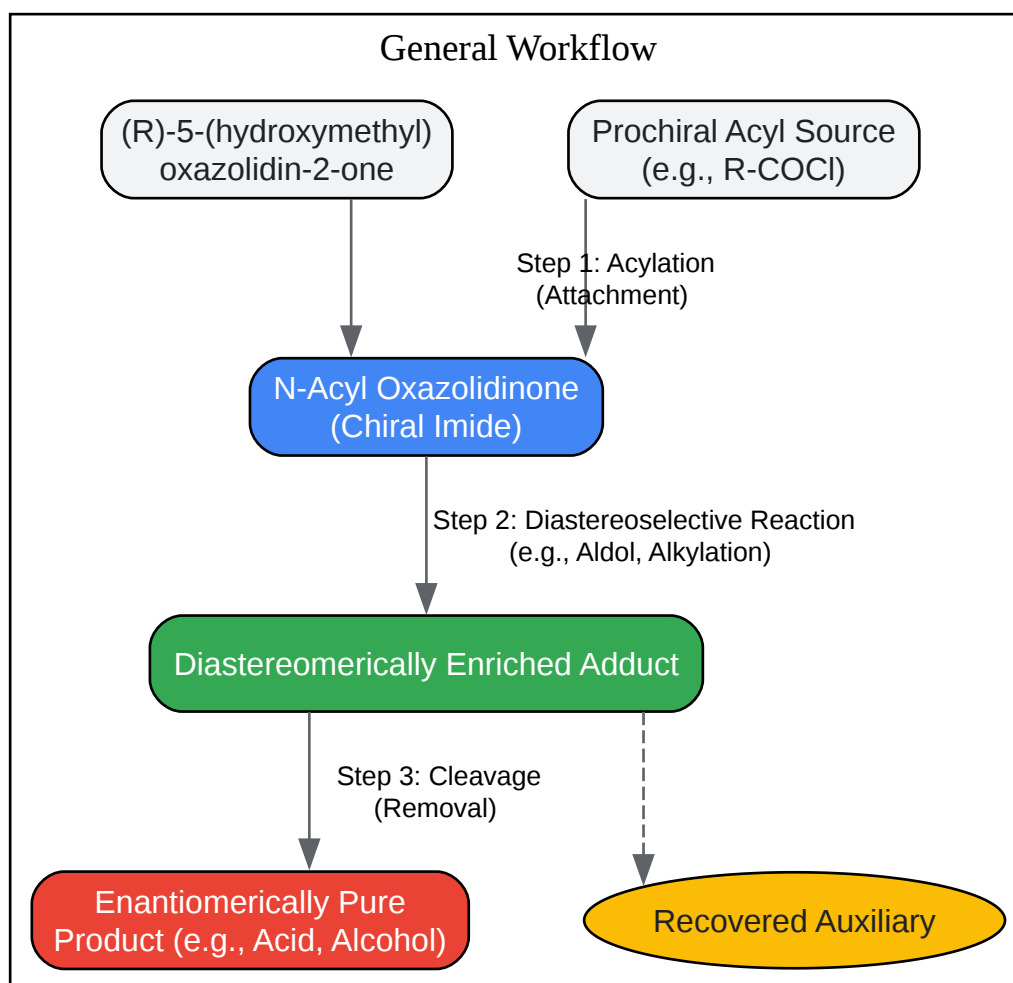 General Workflow
(R)-5-(hydroxymethyl)
oxazolidin-2-one
Prochiral Acyl Source
(e.g., R-COCl)
Step 1: Acylation
(Attachment)
N-Acyl Oxazolidinone
(Chiral Imide)
Step 2: Diastereoselective Reaction
(e.g., Aldol, Alkylation)
Diastereomerically Enriched Adduct
Step 3: Cleavage
(Removal)
Enantiomerically Pure
Product (e.g., Acid, Alcohol)
Recovered Auxiliary